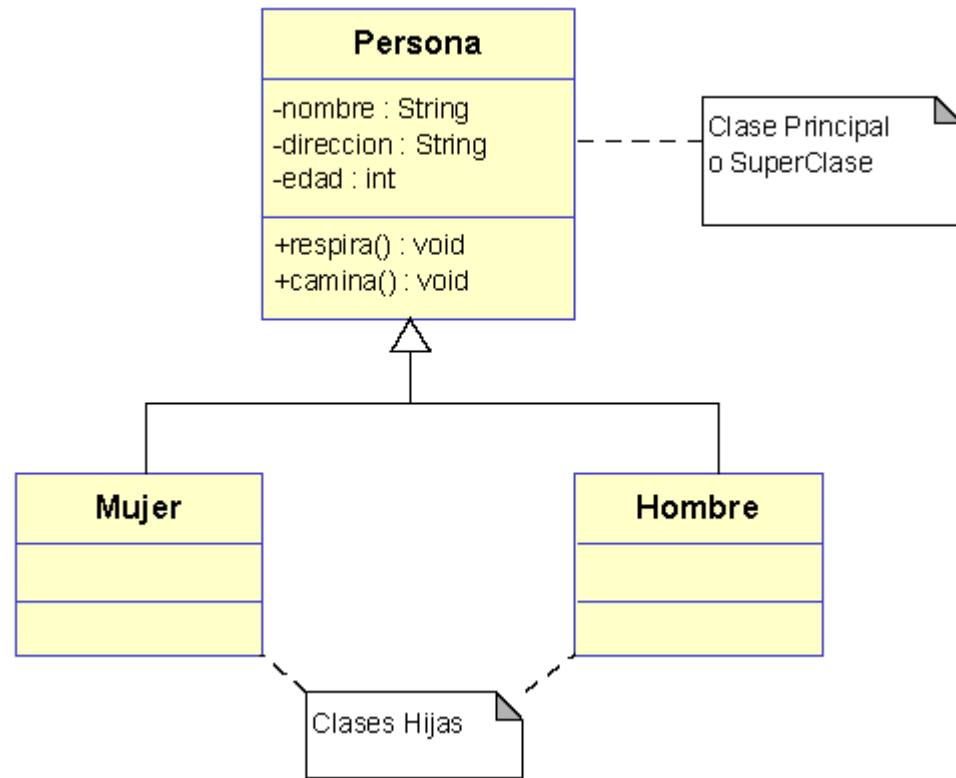 Persona
-nombre : String
-direccion : String
-edad : int
+respira() : void
+camina() : void
Clase Principal
o SuperClase
Mujer
Hombre
Clases Hijas